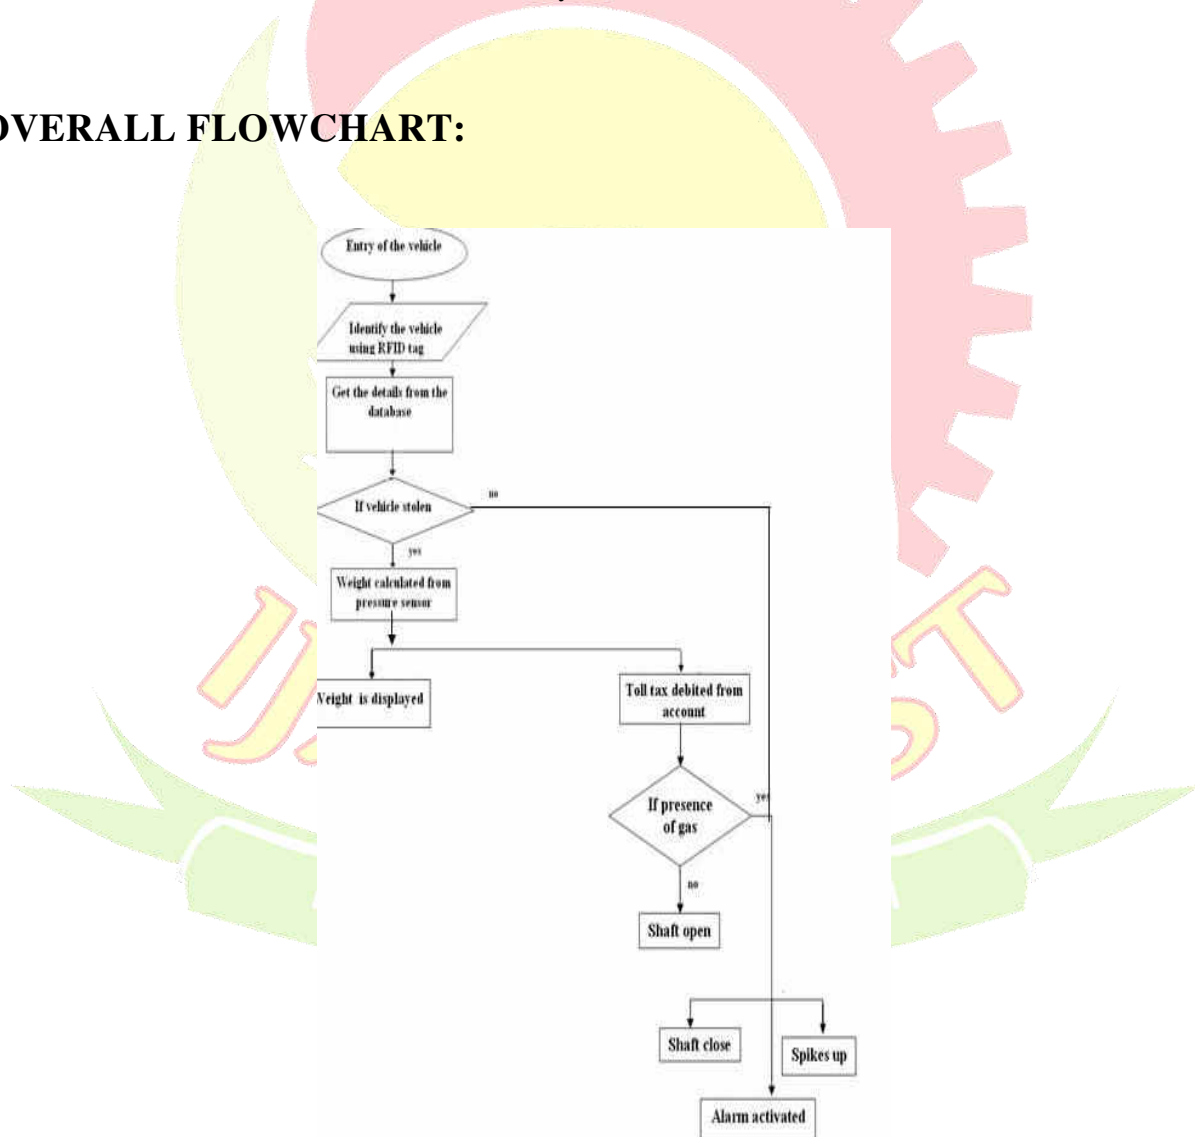 OVERALL FLOWCHART:
Entry of the vehicle
Identify the vehicle
using RFID tag
Get the details from the
database
If vehicle stolen
no
yes
Weight calculated from
pressure sensor
Weight is displayed
Toll tax debited from
account
If presence
of gas
yes
no
Shaft open
Shaft close
Spikes up
Alarm activated